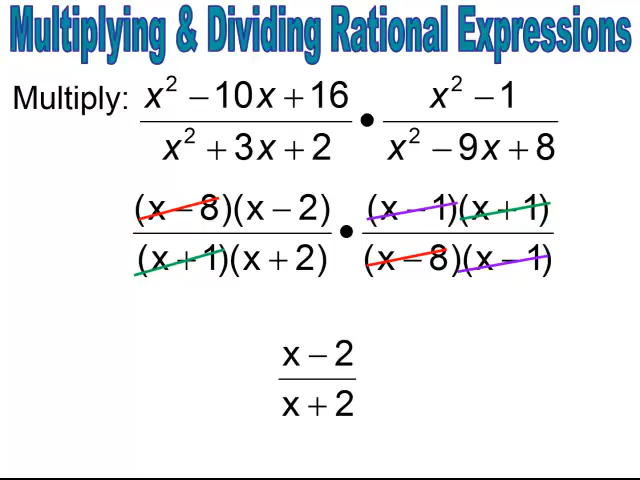 Multiplying & Dividing Rational Expressions
Multiply: (x² − 10x + 16)/(x² + 3x + 2) • (x² − 1)/(x² − 9x + 8)
(x − 8)(x − 2)/(x + 1)(x + 2) • (x − 1)(x + 1)/(x − 8)(x − 1)
(x − 2)/(x + 2)